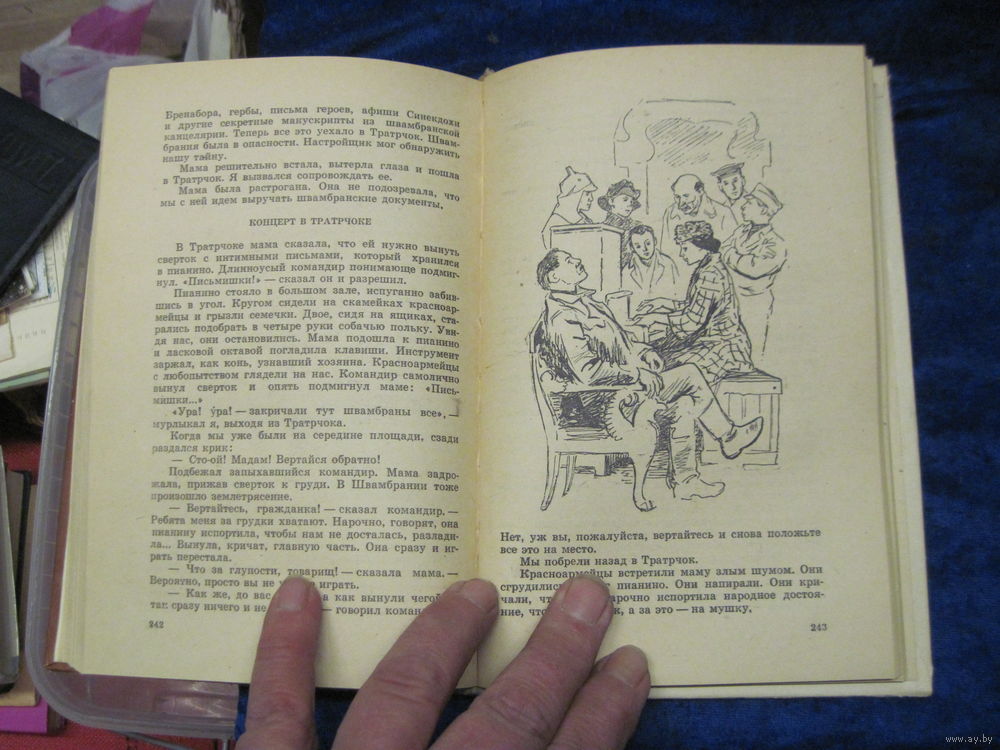 Бренабора, гербы, письма героев, афиши Синекдохи
и другие секретные манускрипты из швамбранской
канцелярии. Теперь все это уехало в Тратрчок. Швам-
брания была в опасности. Настройщик мог обнаружить
нашу тайну.
Мама решительно встала, вытерла глаза и пошла
в Тратрчок. Я вызвался сопровождать ее.
Мама была растрогана. Она не подозревала, что
мы с ней идем выручать швамбранские документы.
КОНЦЕРТ В ТРАТРЧОКЕ
В Тратрчоке мама сказала, что ей нужно вынуть
сверток с интимными письмами, который хранился
в пианино. Длинноусый командир понимающе подмиг-
нул. «Письмишки!» — сказал он и разрешил.
Пианино стояло в большом зале, испуганно забив-
шись в угол. Кругом сидели на скамейках красноар-
мейцы и грызли семечки. Двое, сидя на ящиках, ста-
рались подобрать в четыре руки собачью польку. Уви-
дя нас, они остановились. Мама подошла к пианино
и ласковой октавой погладила клавиши. Инструмент
заржал, как конь, узнавший хозяина. Красноармейцы
с любопытством глядели на нас. Командир самолично
вынул сверток и опять подмигнул маме: «Пись-
мишки...»
«Ура! ура! — закричали тут швамбраны все», —
мурлыкал я, выходя из Тратрчока.
Когда мы уже были на середине площади, сзади
раздался крик:
— Сто-ой! Мадам! Вертайся обратно!
Подбежал запыхавшийся командир. Мама задро-
жала, прижав сверток к груди. В Швамбрании тоже
произошло землетрясение.
— Вертайтесь, гражданка! — сказал командир. —
Ребята меня за грудки хватают. Нарочно, говорят, она
пианину испортила, чтобы нам не досталась, разлади-
ла... Вынула, кричат, главную часть. Она сразу и иг-
рать перестала.
— Что за глупости, товарищ! — сказала мама. —
Вероятно, просто вы не играть.
— Как же, до вас а как вынули чегой-
так сразу ничего и не — говорил
242
Нет, уж вы, пожалуйста, вертайтесь и снова положьте
все это на место.
Мы побрели назад в Тратрчок.
Красноармейцы встретили маму злым шумом. Они
сгрудились пианино. Они напирали. Они кри-
чали, испортила народное достоя-
ние, а за это — на мушку.
243
www.ay.by